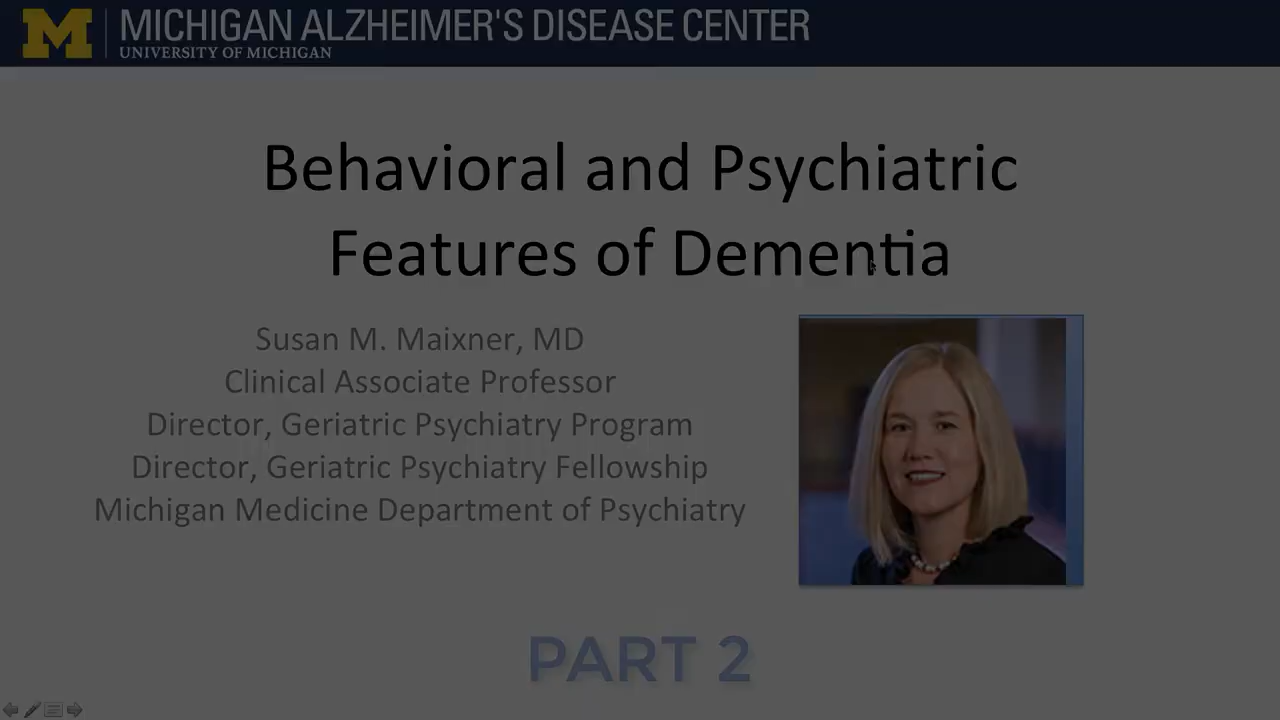 MICHIGAN ALZHEIMER'S DISEASE CENTER
UNIVERSITY OF MICHIGAN
Behavioral and Psychiatric
Features of Dementia
Susan M. Maixner, MD
Clinical Associate Professor
Director, Geriatric Psychiatry Program
Director, Geriatric Psychiatry Fellowship
Michigan Medicine Department of Psychiatry
PART 2